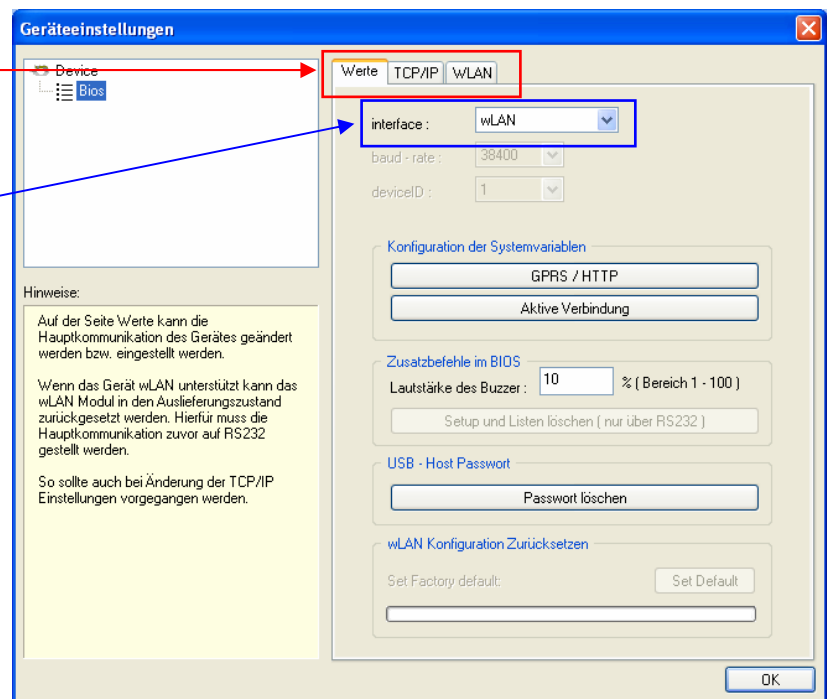 Geräteeinstellungen
Device
Bios
Hinweise:
Auf der Seite Werte kann die
Hauptkommunikation des Gerätes geändert
werden bzw. eingestellt werden.
Wenn das Gerät wLAN unterstützt kann das
wLAN Modul in den Auslieferungszustand
zurückgesetzt werden. Hierfür muss die
Hauptkommunikation zuvor auf RS232
gestellt werden.
So sollte auch bei Änderung der TCP/IP
Einstellungen vorgegangen werden.
Werte TCP/IP WLAN
interface : wLAN
baud - rate : 38400
deviceID : 1
Konfiguration der Systemvariablen
GPRS / HTTP
Aktive Verbindung
Zusatzbefehle im BIOS
Lautstärke des Buzzer : 10 % ( Bereich 1 - 100 )
Setup und Listen löschen ( nur über RS232 )
USB - Host Passwort
Passwort löschen
wLAN Konfiguration Zurücksetzen
Set Factory default: Set Default
OK